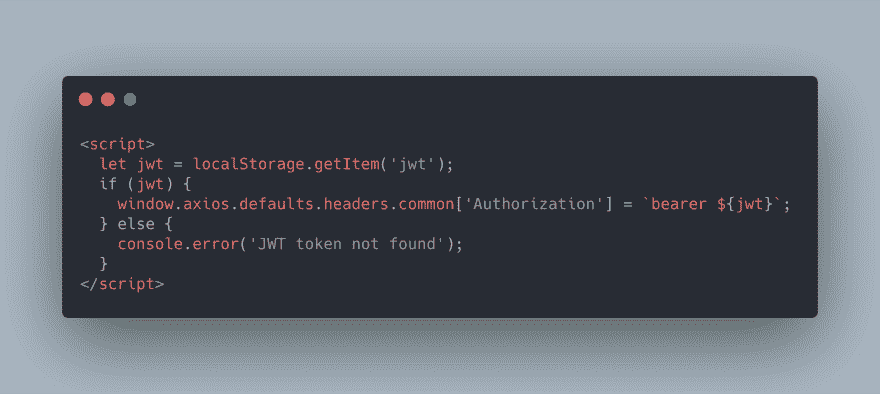 <script>
let jwt = localStorage.getItem('jwt');
if (jwt) {
window.axios.defaults.headers.common['Authorization'] = `bearer ${jwt}`;
} else {
console.error('JWT token not found');
}
</script>